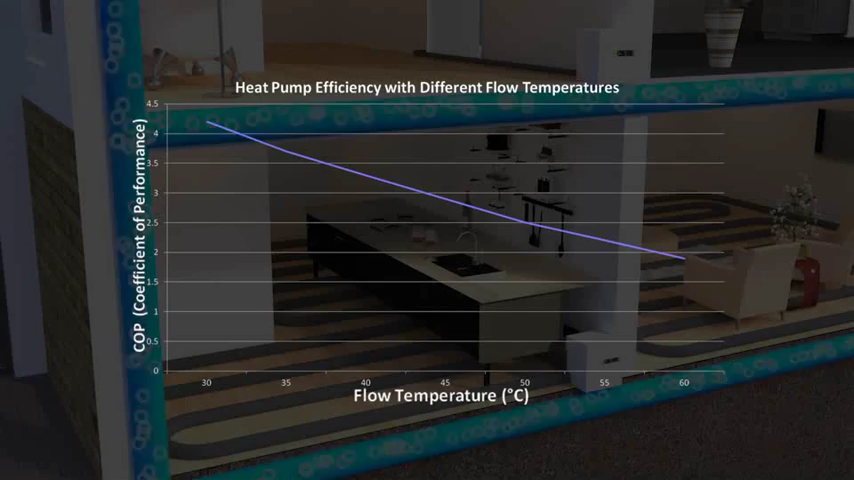 Heat Pump Efficiency with Different Flow Temperatures
COP (Coefficient of Performance)
4.5
4
3.5
3
2.5
2
1.5
1
0.5
0
30 35 40 45 50 55 60
Flow Temperature (°C)